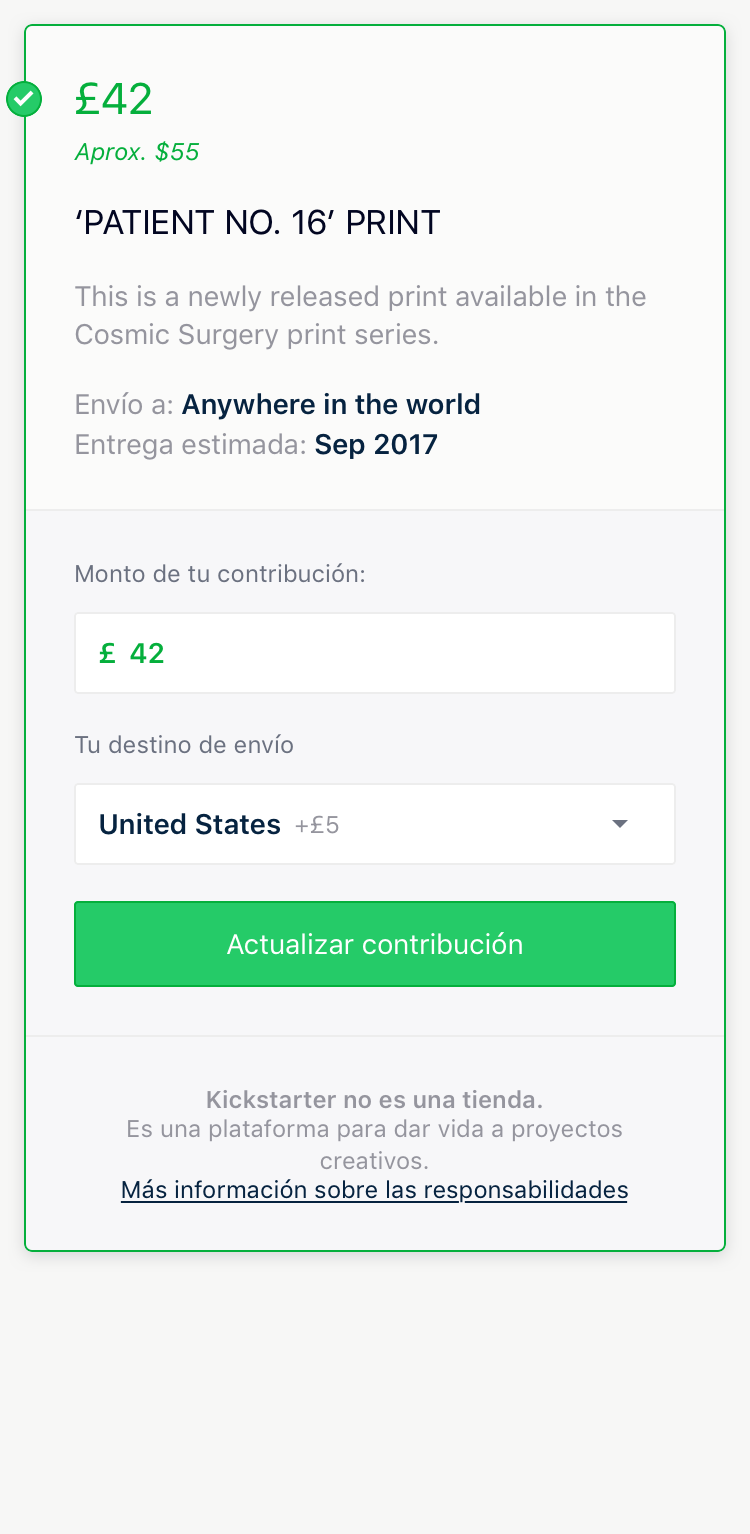 £42
Aprox. $55
‘PATIENT NO. 16’ PRINT
This is a newly released print available in the
Cosmic Surgery print series.
Envío a: Anywhere in the world
Entrega estimada: Sep 2017
Monto de tu contribución:
£ 42
Tu destino de envío
United States +£5
Actualizar contribución
Kickstarter no es una tienda.
Es una plataforma para dar vida a proyectos
creativos.
Más información sobre las responsabilidades